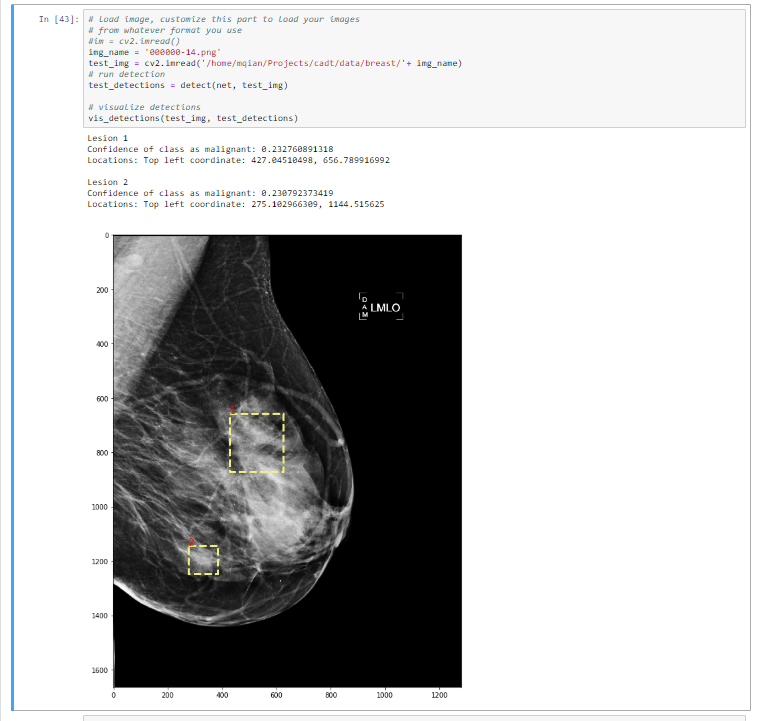 In [43]:
# Load image, customize this part to load your images
# from whatever format you use
#im = cv2.imread()
img_name = '000000-14.png'
test_img = cv2.imread('/home/mqian/Projects/cadt/data/breast/'+ img_name)
# run detection
test_detections = detect(net, test_img)
# visualize detections
vis_detections(test_img, test_detections)
Lesion 1
Confidence of class as malignant: 0.232760891318
Locations: Top left coordinate: 427.04510498, 656.789916992
Lesion 2
Confidence of class as malignant: 0.230792373419
Locations: Top left coordinate: 275.102966309, 1144.515625
0
200
400
600
800
1000
1200
1400
1600
DAM LMLO
1
2
0 200 400 600 800 1000 1200